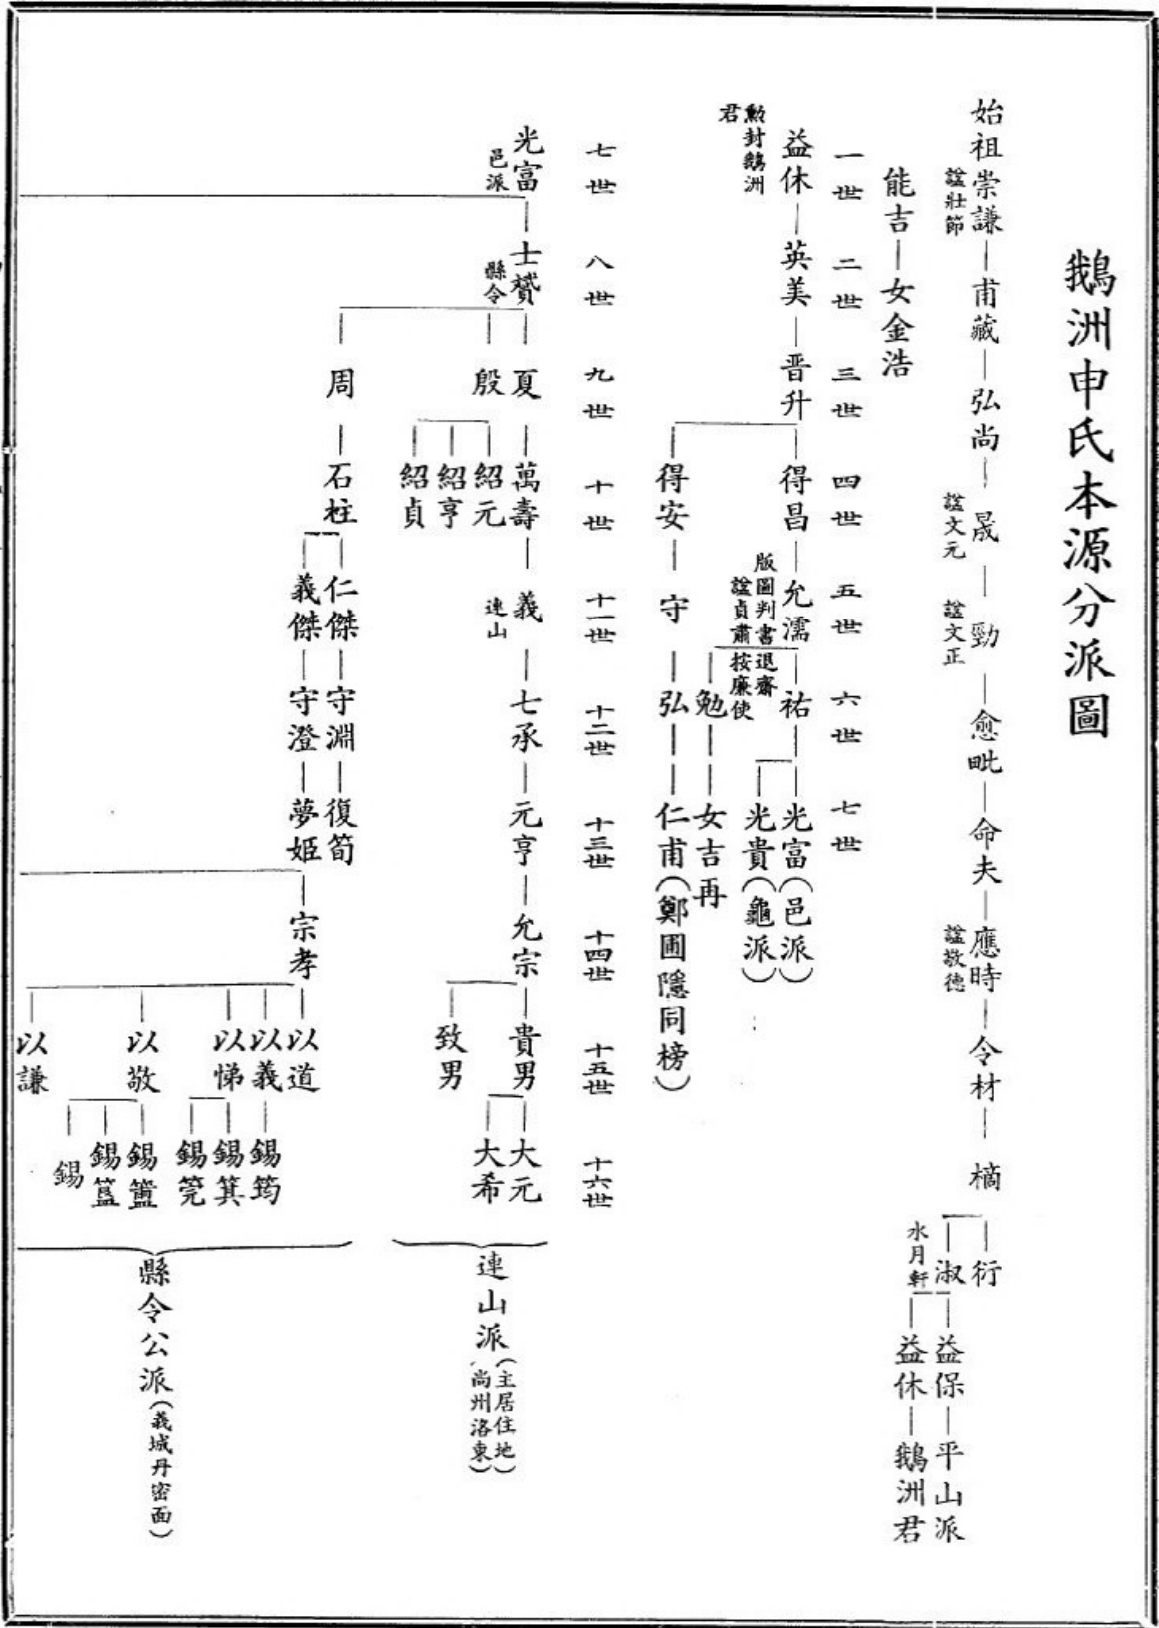 鵝洲申氏本源分派圖
始祖崇謙 甫藏 弘尚 晟 勁 愈毗 命夫 應時 令材 樀
諡壯節 諡文元 諡文正 諡敬德
衍
淑 益保 平山派
水月軒 益休 鵝洲君
能吉 女金浩
一世 二世 三世 四世 五世 六世 七世
益休 英美 晉升 得昌 允濡 祐 光富(邑派)
勳封鵝洲君
版圖判書
諡貞肅
退齋
按廉使
光貴(龜派)
勉 女吉再
得安 守 弘 仁甫(鄭圃隱同榜)
七世 八世 九世 十世 十一世 十二世 十三世 十四世 十五世 十六世
光富 士贇 夏 萬壽 義 七承 元亨 允宗 貴男 大元
邑派 縣令 連山
大希
致男
殷 紹元
紹亨
紹貞
周 石柱 仁傑 守淵 復筍
義傑 守澄 夢姬 宗孝 以道
以義 錫筠
以悌 錫箕
錫箢
以敬 錫簠
錫簋
錫
以謙
連山派(主居住地 尚州洛東)
縣令公派(義城丹密面)